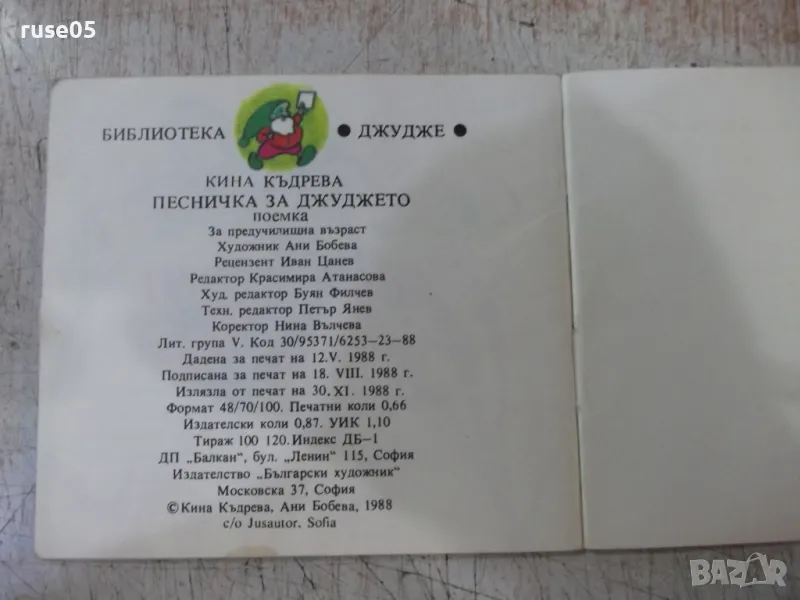 ruse05
БИБЛИОТЕКА ● ДЖУДЖЕ ●
КИНА КЪДРЕВА
ПЕСНИЧКА ЗА ДЖУДЖЕТО
поемка
За предучилищна възраст
Художник Ани Бобева
Рецензент Иван Цанев
Редактор Красимира Атанасова
Худ. редактор Буян Филчев
Техн. редактор Петър Янев
Коректор Нина Вълчева
Лит. група V. Код 30/95371/6253—23—88
Дадена за печат на 12.V. 1988 г.
Подписана за печат на 18. VIII. 1988 г.
Излязла от печат на 30.XI. 1988 г.
Формат 48/70/100. Печатни коли 0,66
Издателски коли 0,87. УИК 1,10
Тираж 100 120. Индекс ДБ—1
ДП „Балкан“, бул. „Ленин“ 115, София
Издателство „Български художник“
Московска 37, София
© Кина Къдрева, Ани Бобева, 1988
c/o Jusautor, Sofia
BAZAR